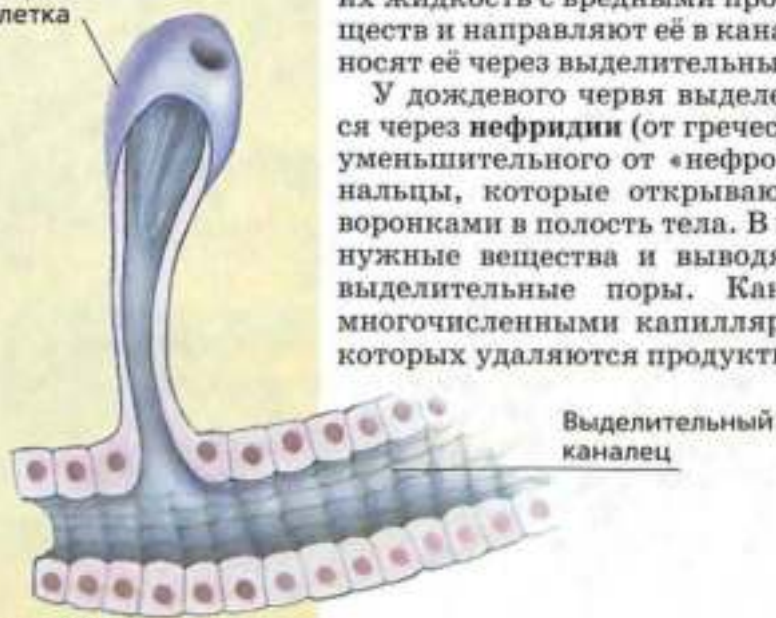 летка
их жидкость с вредными про
ществ и направляют её в кана
носят её через выделительны
У дождевого червя выделе
ся через нефридии (от гречес
уменьшительного от «нефро
нальцы, которые открываю
воронками в полость тела. В
нужные вещества и выводя
выделительные поры. Кан
многочисленными капилляр
которых удаляются продукт
Выделительный
каналец